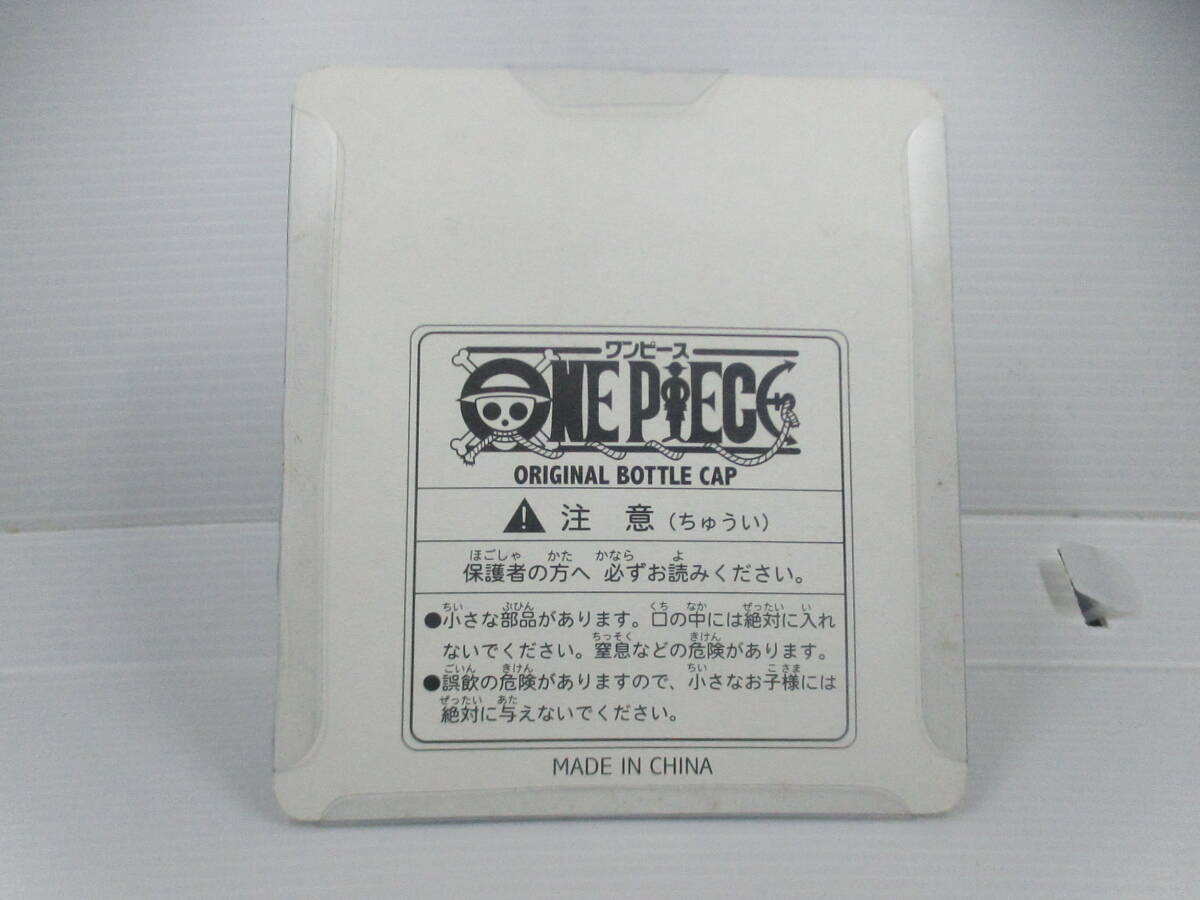 ワンピース
ONE PIECE
ORIGINAL BOTTLE CAP
注 意（ちゅうい）
ほごしゃ かた かなら よ
保護者の方へ 必ずお読みください。
ちい ぶひん くち なか ぜったい い
●小さな部品があります。口の中には絶対に入れ
ちっそく きけん
ないでください。窒息などの危険があります。
ごいん きけん ちい こさま
●誤飲の危険がありますので、小さなお子様には
ぜったい あた
絶対に与えないでください。
MADE IN CHINA